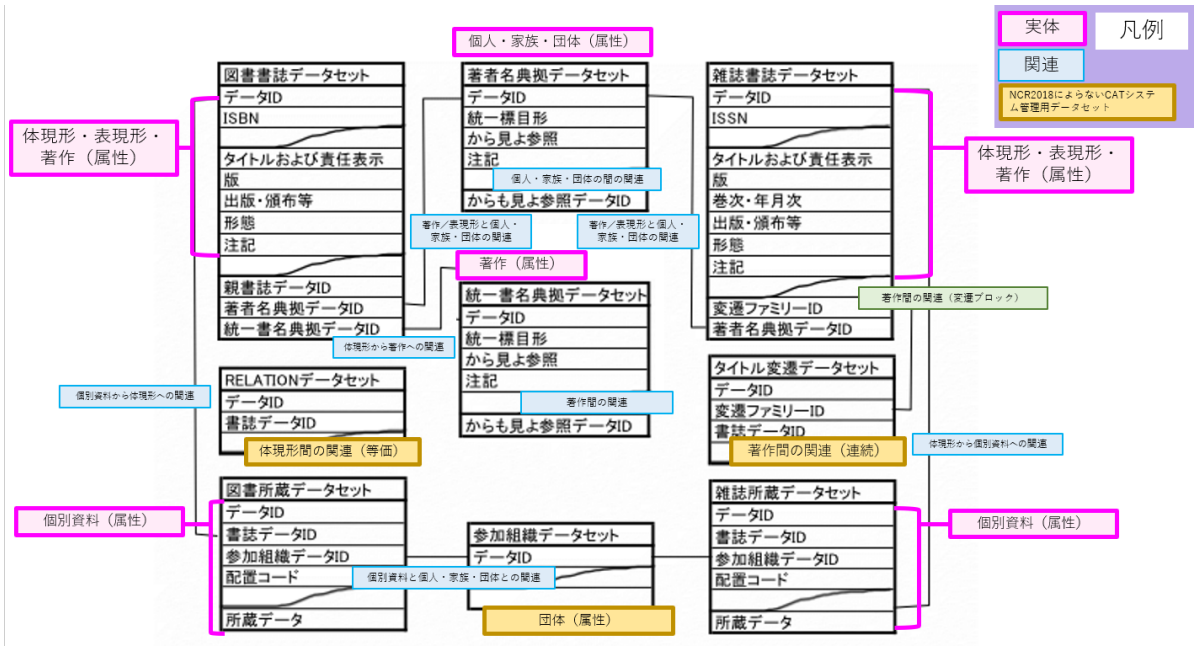 個人・家族・団体（属性）
実体
凡例
関連
NCR2018によらないCATシステ
ム管理用データセット
体現形・表現形・
著作（属性）
図書書誌データセット
データID
ISBN
タイトルおよび責任表示
版
出版・頒布等
形態
注記
親書誌データID
著者名典拠データID
統一書名典拠データID
著者名典拠データセット
データID
統一標目形
から見よ参照
注記
個人・家族・団体の間の関連
からも見よ参照データID
著作／表現形と個人・
家族・団体の関連
著作／表現形と個人・
家族・団体の関連
雑誌書誌データセット
データID
ISSN
タイトルおよび責任表示
版
巻次・年月次
出版・頒布等
形態
注記
変遷ファミリーID
著者名典拠データID
体現形・表現形・
著作（属性）
著作（属性）
統一書名典拠データセット
データID
統一標目形
から見よ参照
注記
著作間の関連
からも見よ参照データID
体現形から著作への関連
著作間の関連（変遷ブロック）
個別資料から体現形への関連
RELATIONデータセット
データID
書誌データID
体現形間の関連（等価）
タイトル変遷データセット
データID
変遷ファミリーID
書誌データID
著作間の関連（連続）
体現形から個別資料への関連
個別資料（属性）
図書所蔵データセット
データID
書誌データID
参加組織データID
配置コード
所蔵データ
参加組織データセット
データID
個別資料と個人・家族・団体との関連
団体（属性）
雑誌所蔵データセット
データID
書誌データID
参加組織データID
配置コード
所蔵データ
個別資料（属性）